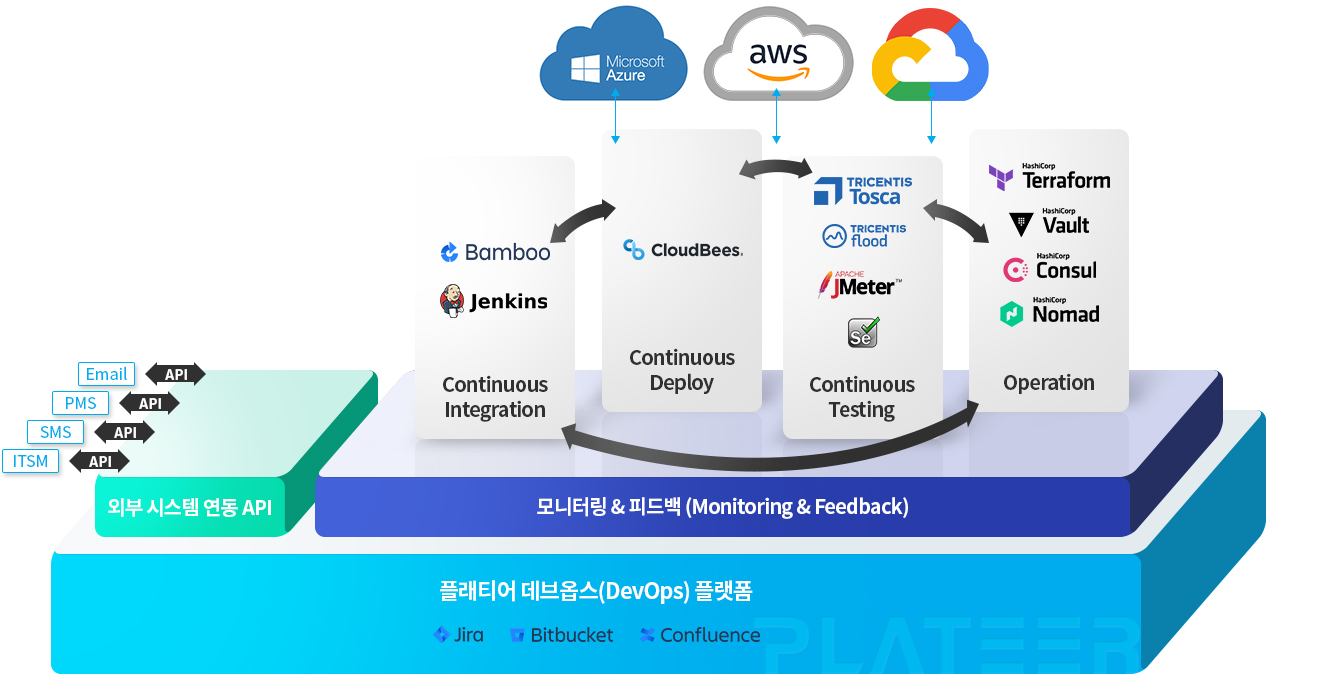 Microsoft
Azure
aws
Bamboo
Jenkins
Continuous
Integration
CloudBees.
Continuous
Deploy
TRICENTIS
Tosca
TRICENTIS
flood
APACHE
JMeter™
Se
Continuous
Testing
HashiCorp
Terraform
HashiCorp
Vault
HashiCorp
Consul
HashiCorp
Nomad
Operation
Email
API
PMS
API
SMS
API
ITSM
API
외부 시스템 연동 API
모니터링 & 피드백 (Monitoring & Feedback)
플래티어 데브옵스(DevOps) 플랫폼
Jira
Bitbucket
Confluence
PLATEER